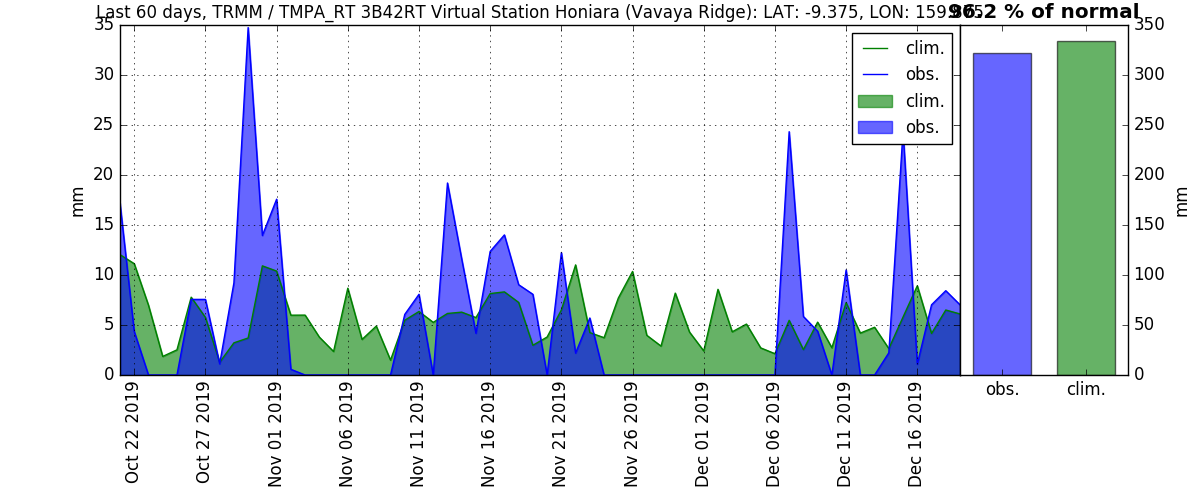 Last 60 days, TRMM / TMPA_RT 3B42RT Virtual Station Honiara (Vavaya Ridge): LAT: -9.375, LON:
96.2 % of normal
35
30
25
20
15
10
5
0
mm
clim.
obs.
clim.
obs.
350
300
250
200
150
100
50
0
mm
obs.
clim.
Oct 22 2019
Oct 27 2019
Nov 01 2019
Nov 06 2019
Nov 11 2019
Nov 16 2019
Nov 21 2019
Nov 26 2019
Dec 01 2019
Dec 06 2019
Dec 11 2019
Dec 16 2019